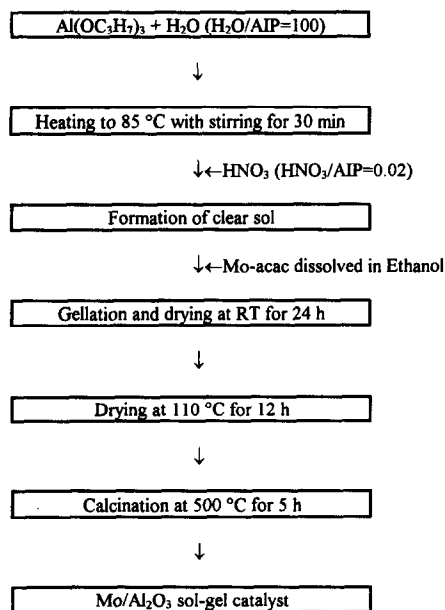 Al(OC₃H₇)₃ + H₂O (H₂O/AIP=100)
↓
Heating to 85 °C with stirring for 30 min
↓←HNO₃ (HNO₃/AIP=0.02)
Formation of clear sol
↓←Mo-acac dissolved in Ethanol
Gellation and drying at RT for 24 h
↓
Drying at 110 °C for 12 h
↓
Calcination at 500 °C for 5 h
↓
Mo/Al₂O₃ sol-gel catalyst